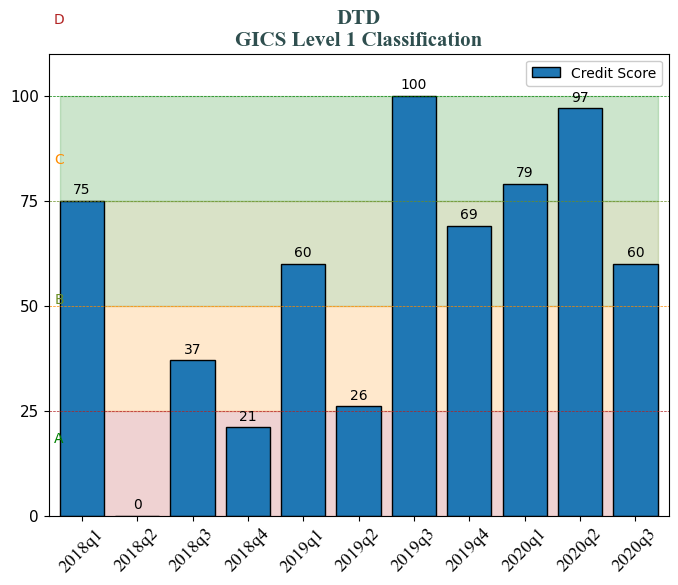 D
DTD
GICS Level 1 Classification
Credit Score
100
100
97
C
75
75
79
69
60
60
B
50
37
26
25
21
A
0
0
2018q1
2018q2
2018q3
2018q4
2019q1
2019q2
2019q3
2019q4
2020q1
2020q2
2020q3